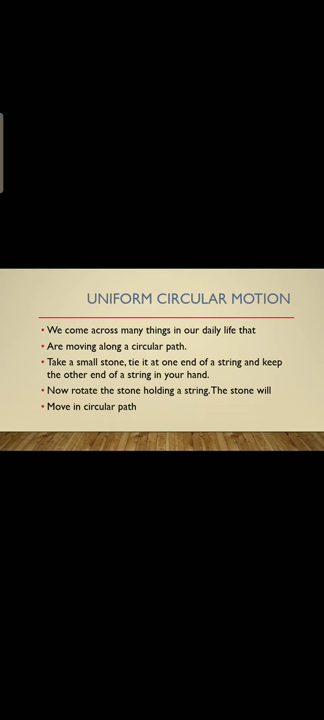 UNIFORM CIRCULAR MOTION
• We come across many things in our daily life that
• Are moving along a circular path.
• Take a small stone, tie it at one end of a string and keep
the other end of a string in your hand.
• Now rotate the stone holding a string.The stone will
• Move in circular path